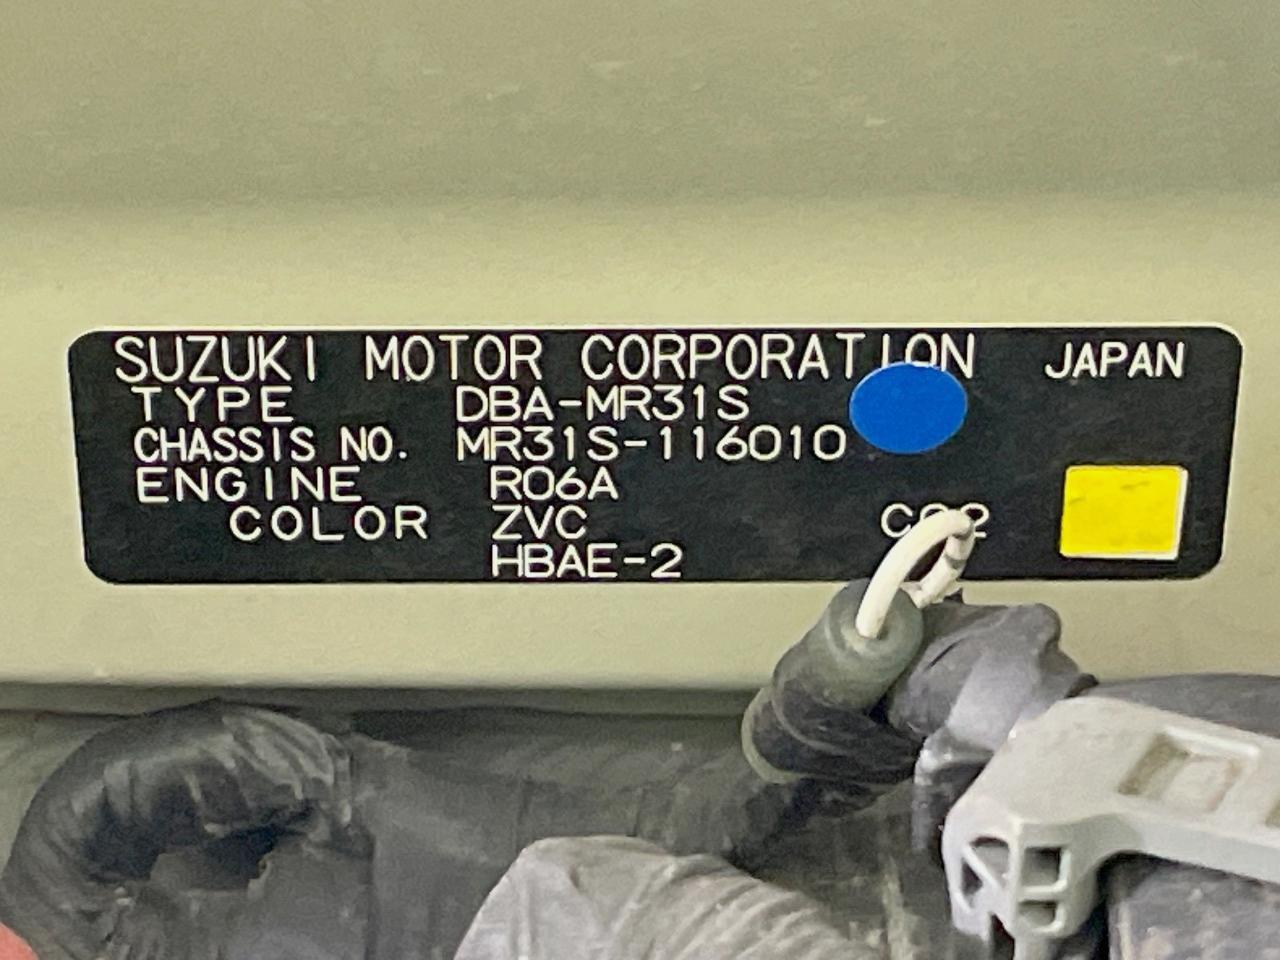 SUZUKI MOTOR CORPORATION JAPAN
TYPE DBA-MR31S
CHASSIS NO. MR31S-116010
ENGINE R06A
COLOR ZVC
HBAE-2